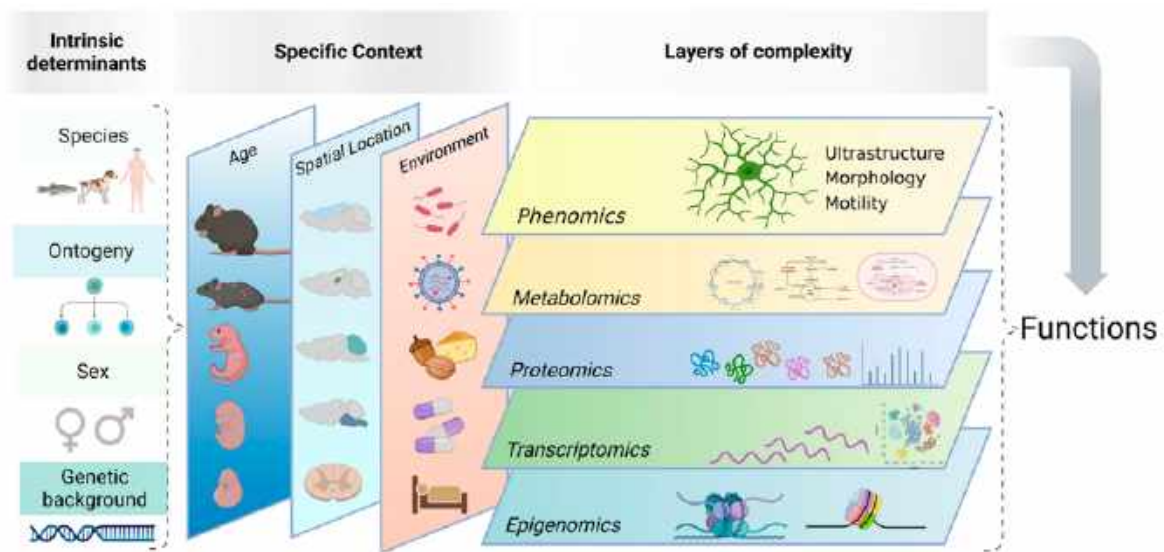 Intrinsic
determinants
Specific Context
Layers of complexity
Species
Ontogeny
Sex
Genetic
background
Age
Spatial Location
Environment
Phenomics
Ultrastructure
Morphology
Motility
Metabolomics
Proteomics
Transcriptomics
Epigenomics
Functions